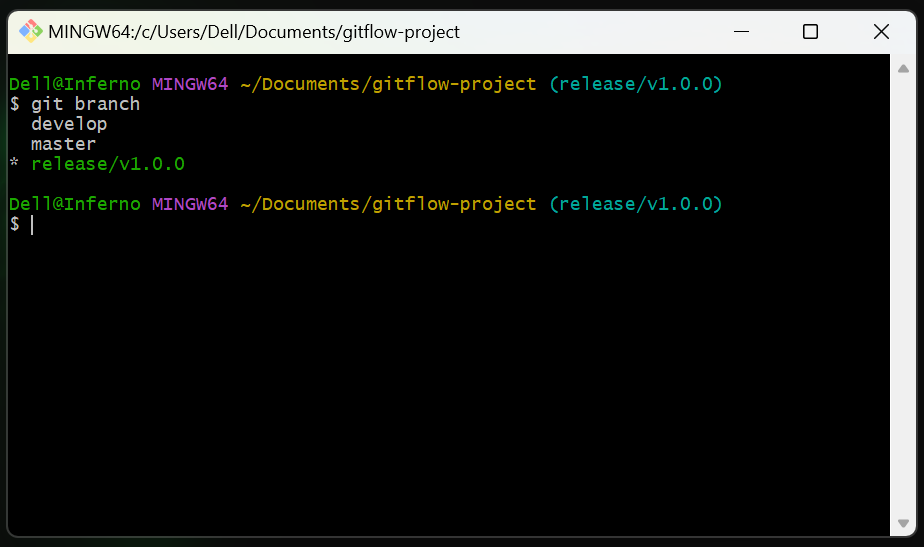 MINGW64:/c/Users/Dell/Documents/gitflow-project
Dell@Inferno MINGW64 ~/Documents/gitflow-project (release/v1.0.0)
$ git branch
  develop
  master
* release/v1.0.0
Dell@Inferno MINGW64 ~/Documents/gitflow-project (release/v1.0.0)
$